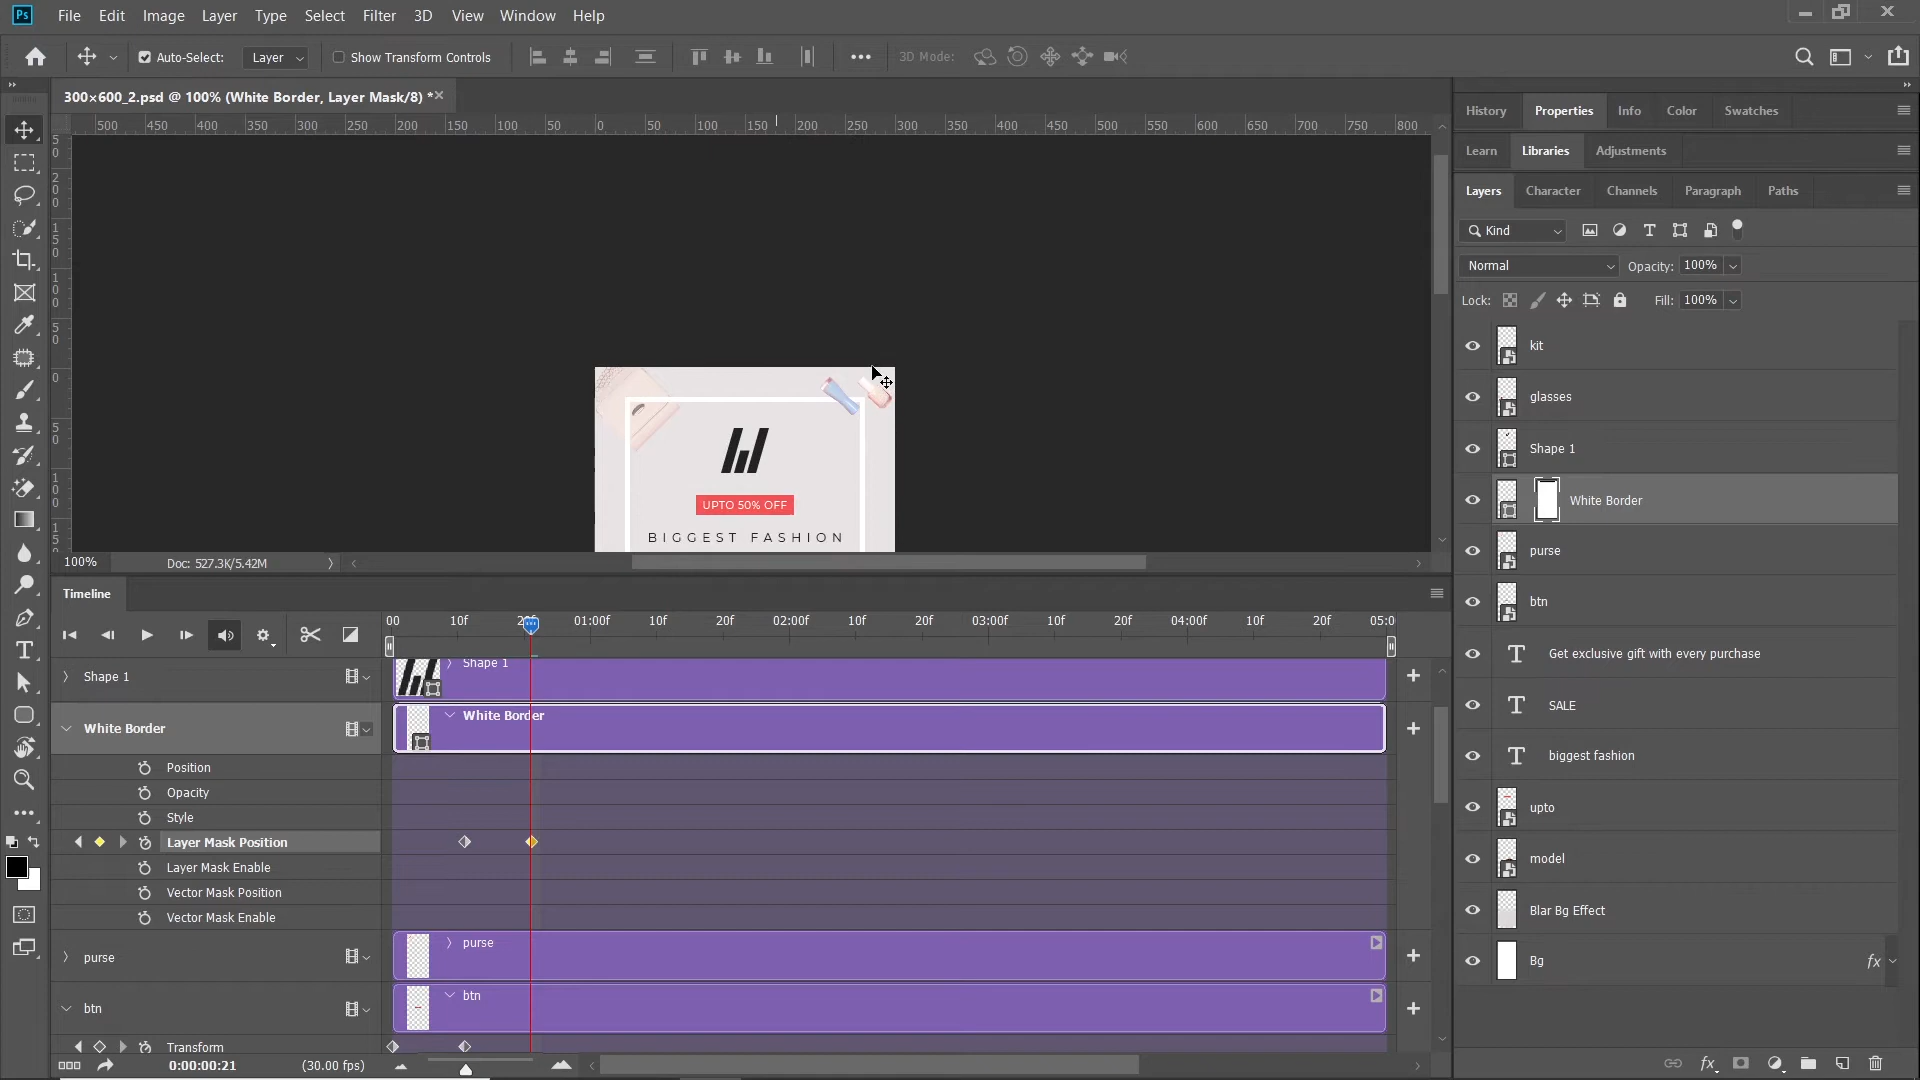 Ps File Edit Image Layer Type Select Filter 3D View Window Help
Auto-Select: Layer Show Transform Controls 3D Mode:
300×600_2.psd @ 100% (White Border, Layer Mask/8) *
500 450 400 350 300 250 200 150 100 50 0 50 100 150 200 250 300 350 400 450 500 550 600 650 700 750 800
UPTO 50% OFF
BIGGEST FASHION
100% Doc: 527.3K/5.42M
Timeline
00 10f 20f 01:00f 10f 20f 02:00f 10f 20f 03:00f 10f 20f 04:00f 10f 20f 05:0
Shape 1 Shape 1
White Border White Border
Position
Opacity
Style
Layer Mask Position
Layer Mask Enable
Vector Mask Position
Vector Mask Enable
purse purse
btn btn
Transform
0:00:00:21 (30.00 fps)
History Properties Info Color Swatches
Learn Libraries Adjustments
Layers Character Channels Paragraph Paths
Kind
Normal Opacity: 100%
Lock: Fill: 100%
kit
glasses
Shape 1
White Border
purse
btn
Get exclusive gift with every purchase
SALE
biggest fashion
upto
model
Blar Bg Effect
Bg fx
fx